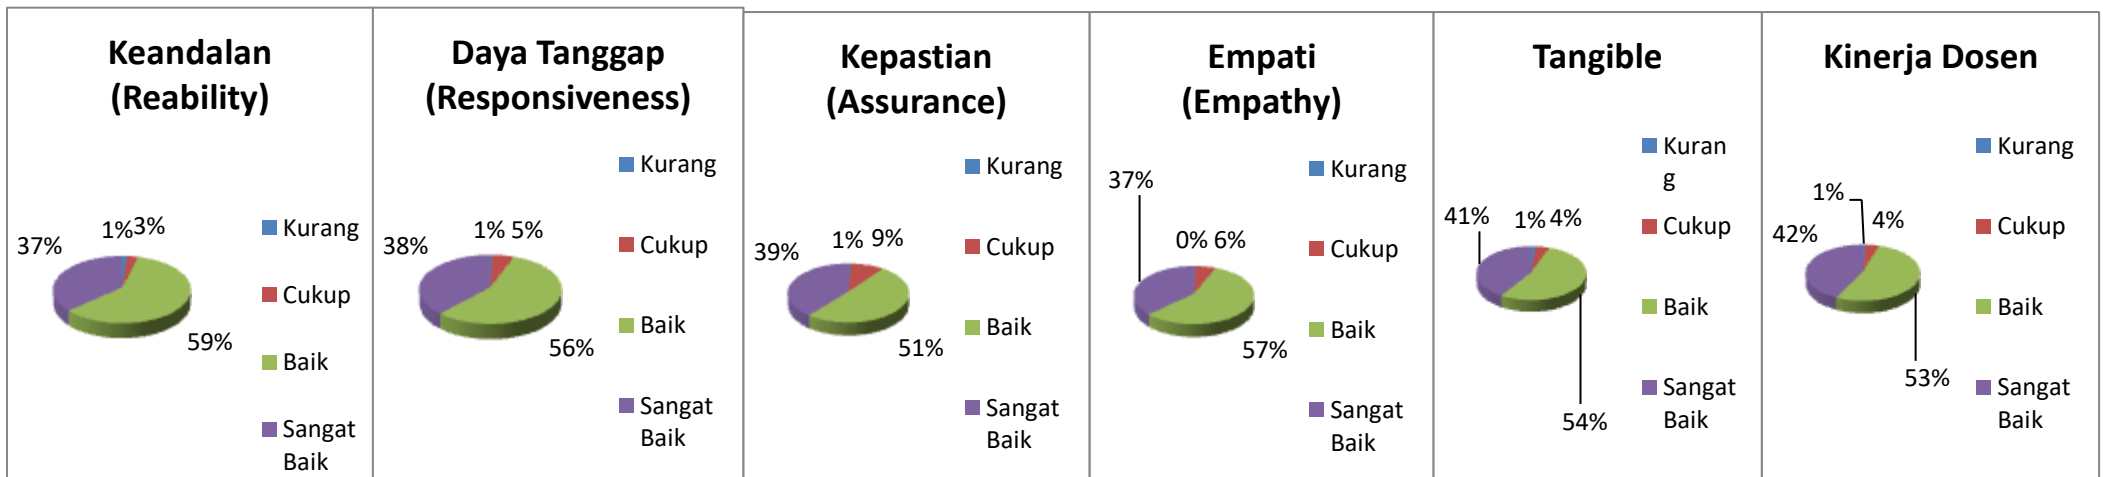 Keandalan
(Reability)
37%
1%
3%
59%
Kurang
Cukup
Baik
Sangat
Baik
Daya Tanggap
(Responsiveness)
38%
1%
5%
56%
Kurang
Cukup
Baik
Sangat
Baik
Kepastian
(Assurance)
39%
1%
9%
51%
Kurang
Cukup
Baik
Sangat
Baik
Empati
(Empathy)
37%
0%
6%
57%
Kurang
Cukup
Baik
Sangat
Baik
Tangible
41%
1%
4%
54%
Kuran
g
Cukup
Baik
Sangat
Baik
Kinerja Dosen
1%
42%
4%
53%
Kurang
Cukup
Baik
Sangat
Baik